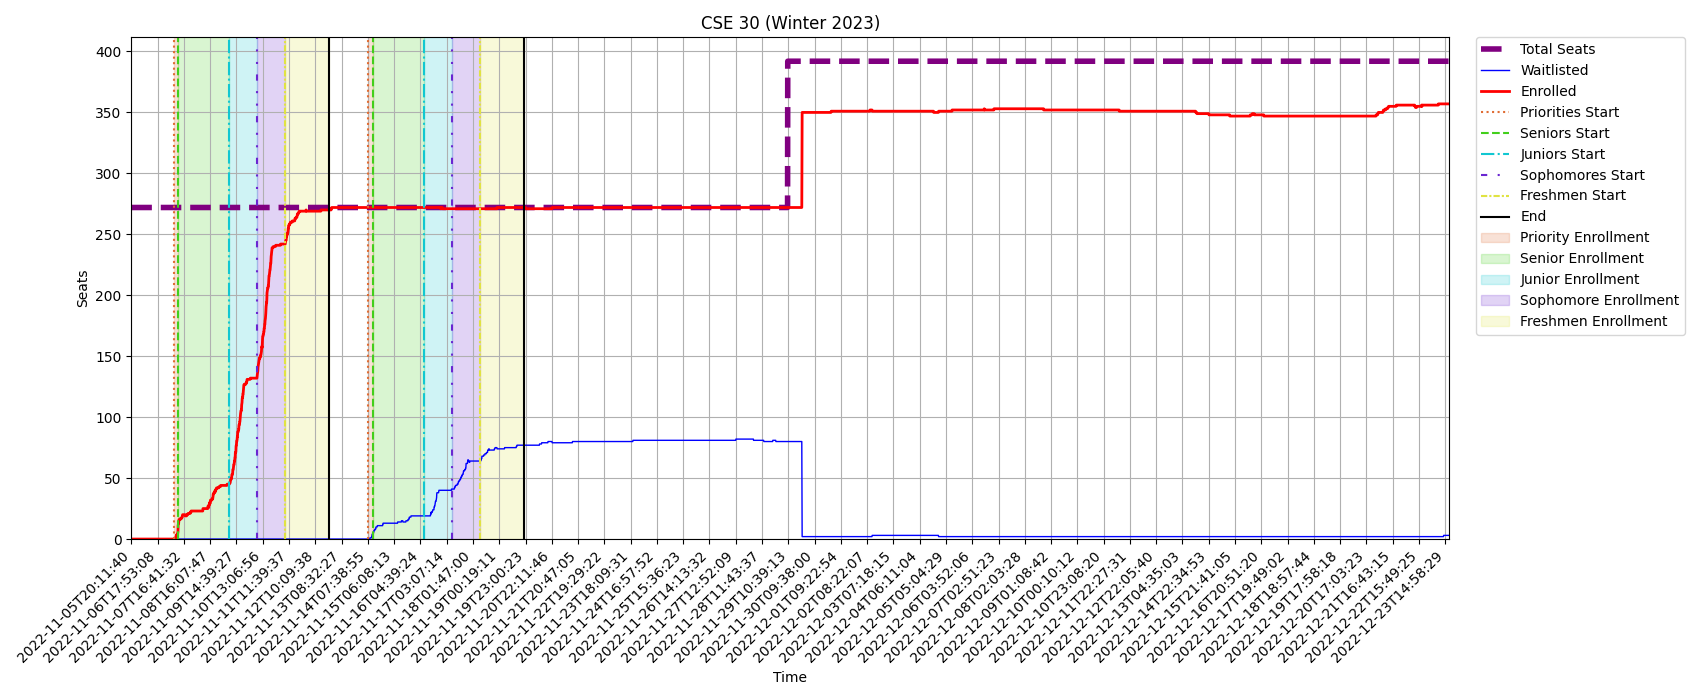 CSE 30 (Winter 2023)
400
350
300
250
200
150
100
50
0
Seats
2022-11-05T20:11:40
2022-11-06T17:53:08
2022-11-07T16:41:32
2022-11-08T16:07:47
2022-11-09T14:39:27
2022-11-10T13:06:56
2022-11-11T11:39:37
2022-11-12T10:09:38
2022-11-13T08:32:27
2022-11-14T07:38:55
2022-11-15T06:08:13
2022-11-16T04:39:24
2022-11-17T03:07:14
2022-11-18T01:47:00
2022-11-19T00:19:11
2022-11-19T23:00:23
2022-11-20T22:11:46
2022-11-21T20:47:05
2022-11-22T19:29:22
2022-11-23T18:09:31
2022-11-24T16:57:52
2022-11-25T15:36:23
2022-11-26T14:13:32
2022-11-27T12:52:09
2022-11-28T11:43:37
2022-11-29T10:39:13
2022-11-30T09:38:00
2022-12-01T09:22:54
2022-12-02T08:22:07
2022-12-03T07:18:15
2022-12-04T06:11:04
2022-12-05T05:04:29
2022-12-06T03:52:06
2022-12-07T02:51:23
2022-12-08T02:03:28
2022-12-09T01:08:42
2022-12-10T00:10:12
2022-12-10T23:08:20
2022-12-11T22:27:31
2022-12-12T22:05:40
2022-12-13T04:35:03
2022-12-14T22:34:53
2022-12-15T21:41:05
2022-12-16T20:51:20
2022-12-17T19:49:02
2022-12-18T18:57:44
2022-12-19T17:58:18
2022-12-20T17:03:23
2022-12-21T16:43:15
2022-12-22T15:49:25
2022-12-23T14:58:29
Time
Total Seats
Waitlisted
Enrolled
Priorities Start
Seniors Start
Juniors Start
Sophomores Start
Freshmen Start
End
Priority Enrollment
Senior Enrollment
Junior Enrollment
Sophomore Enrollment
Freshmen Enrollment